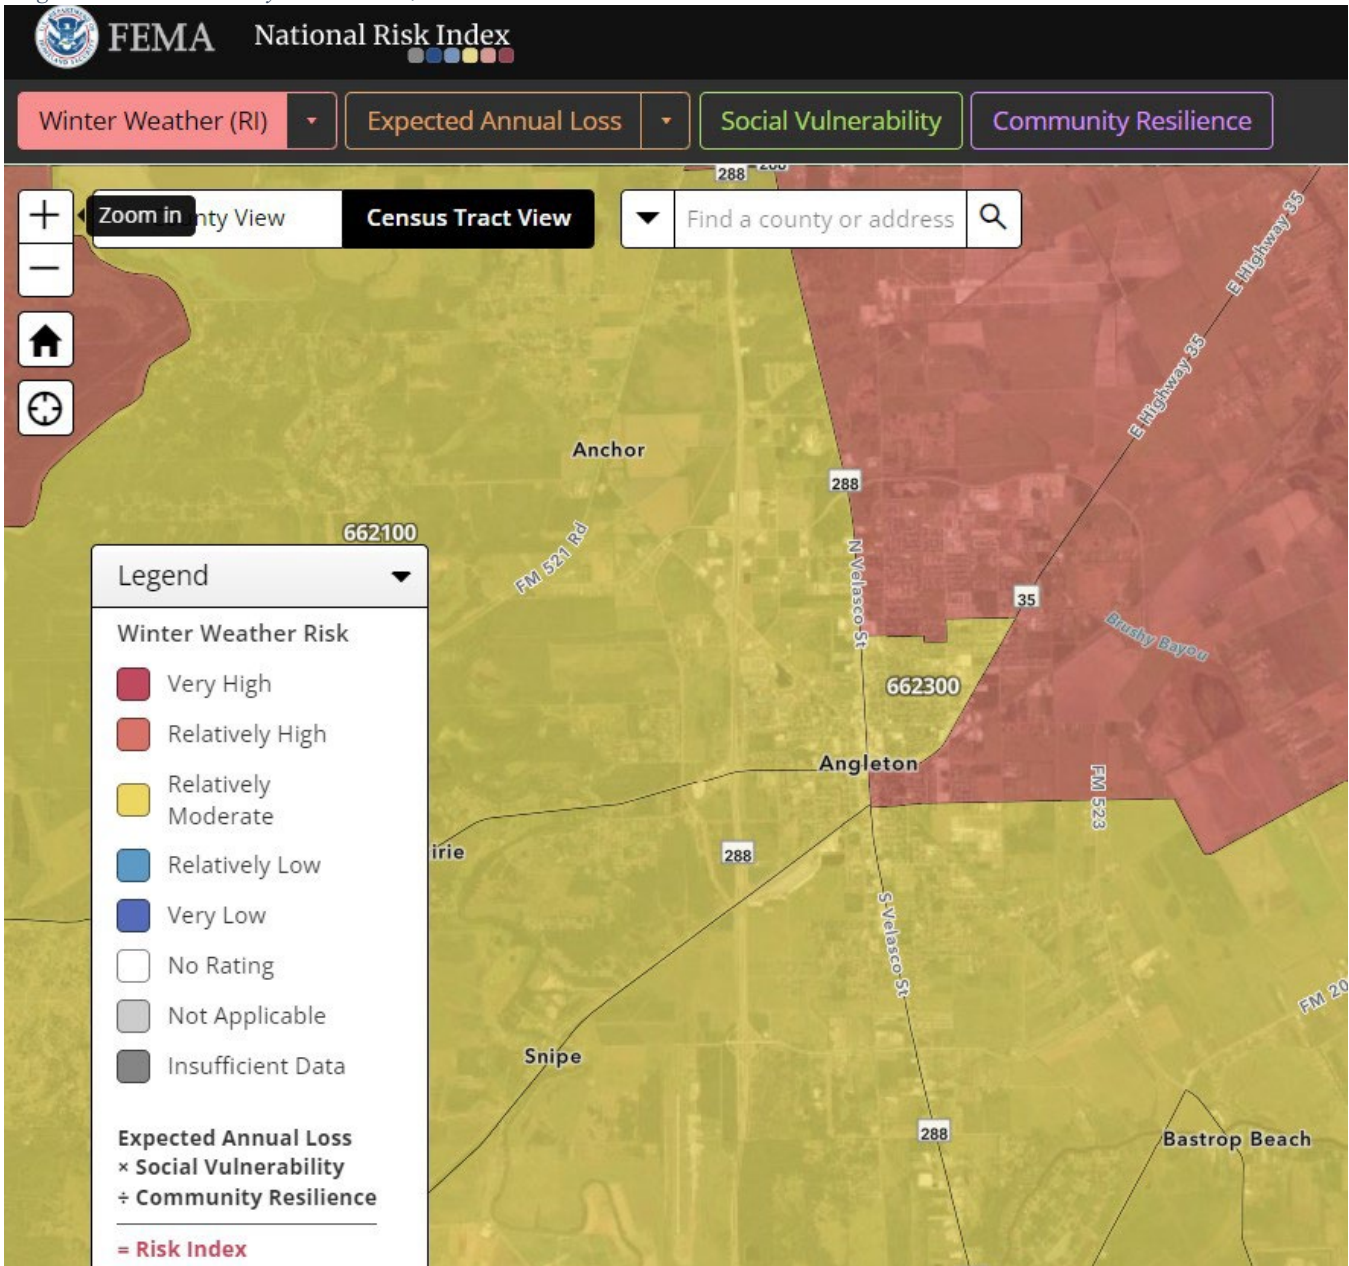 FEMA National Risk Index
Winter Weather (RI) Expected Annual Loss Social Vulnerability Community Resilience
288
Zoom in nty View Census Tract View Find a county or address
E Highway 35
E Highway 35
Anchor
288
662100
FM 521 Rd
N Velasco St
35
Brushy Bayou
662300
Angleton
FM 523
irie
288
S Velasco St
FM 20
Snipe
288
Bastrop Beach
Legend
Winter Weather Risk
Very High
Relatively High
Relatively
Moderate
Relatively Low
Very Low
No Rating
Not Applicable
Insufficient Data
Expected Annual Loss
× Social Vulnerability
÷ Community Resilience
= Risk Index